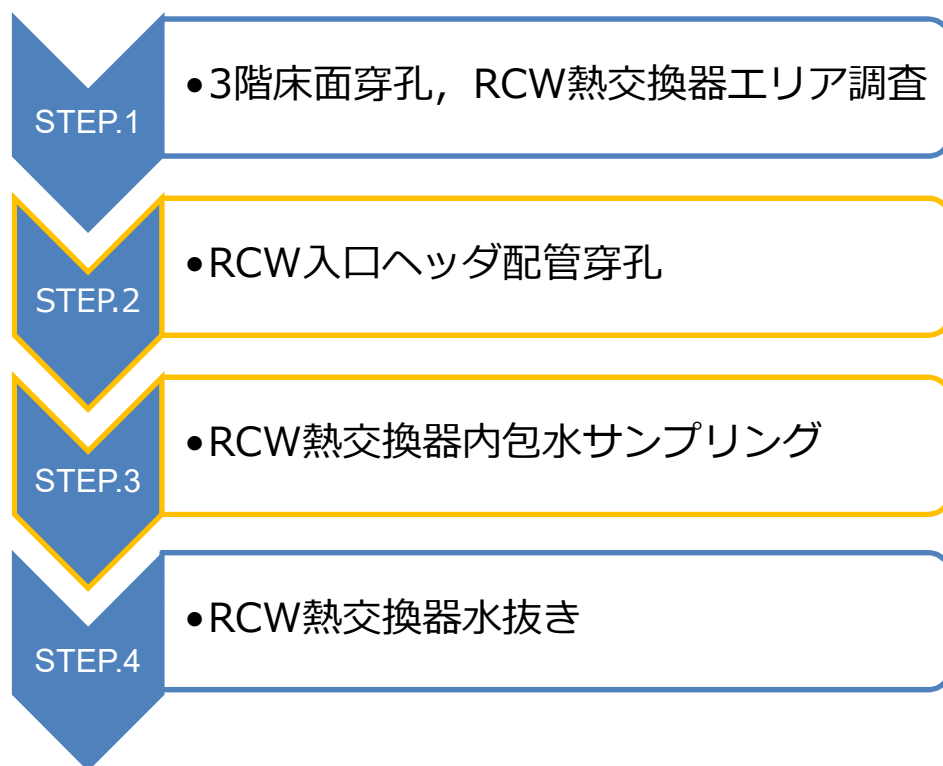 STEP.1
•3階床面穿孔，RCW熱交換器エリア調査
STEP.2
•RCW入口ヘッダ配管穿孔
STEP.3
•RCW熱交換器内包水サンプリング
STEP.4
•RCW熱交換器水抜き